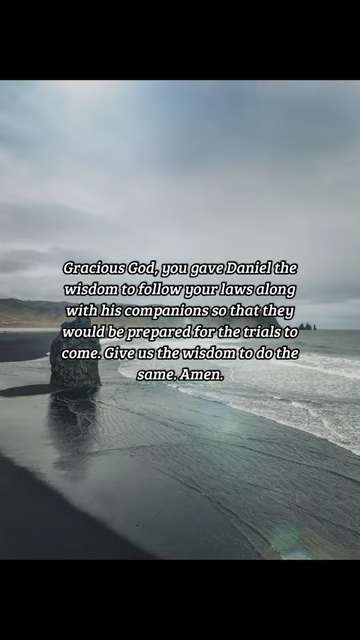 Gracious God, you gave Daniel the
wisdom to follow your laws along
with his companions so that they
would be prepared for the trials to
come. Give us the wisdom to do the
same. Amen.